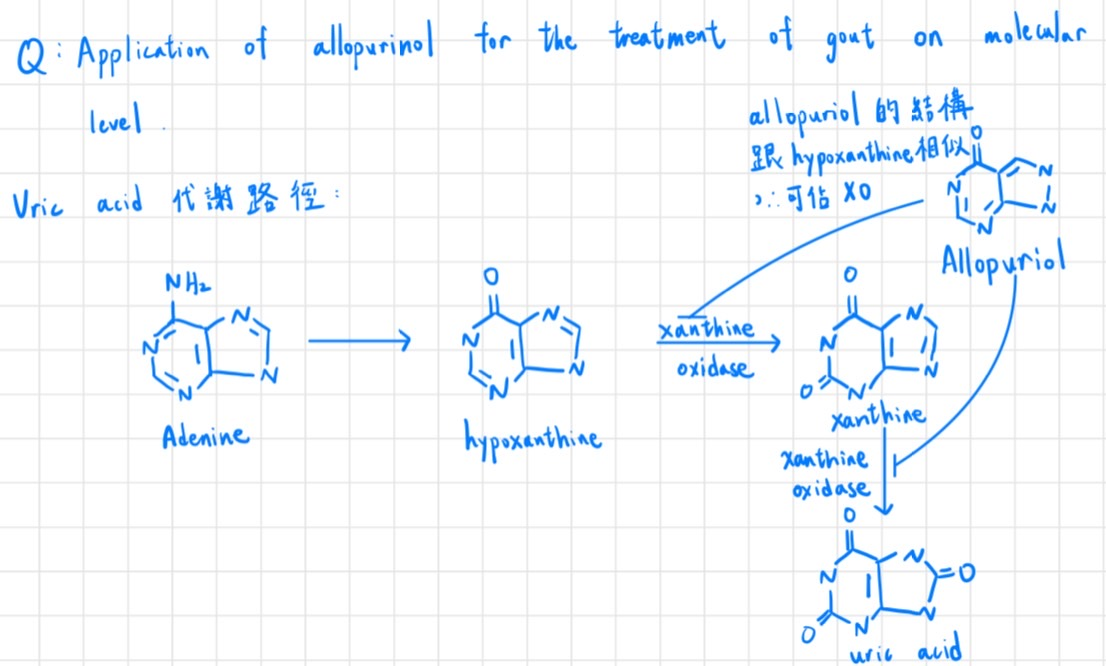 Q: Application of allopurinol for the treatment of gout on molecular
level.
allopuriol 的結構
跟 hypoxanthine 相似
∴可佔 XO
Uric acid 代謝路徑:
O
N
N
N
N
Allopuriol
NH2
N
N
N
N
Adenine
O
N
N
N
N
hypoxanthine
xanthine
oxidase
O
N
N
N
N
O
xanthine
xanthine
oxidase
O
N
N
O
N
N
O
uric acid